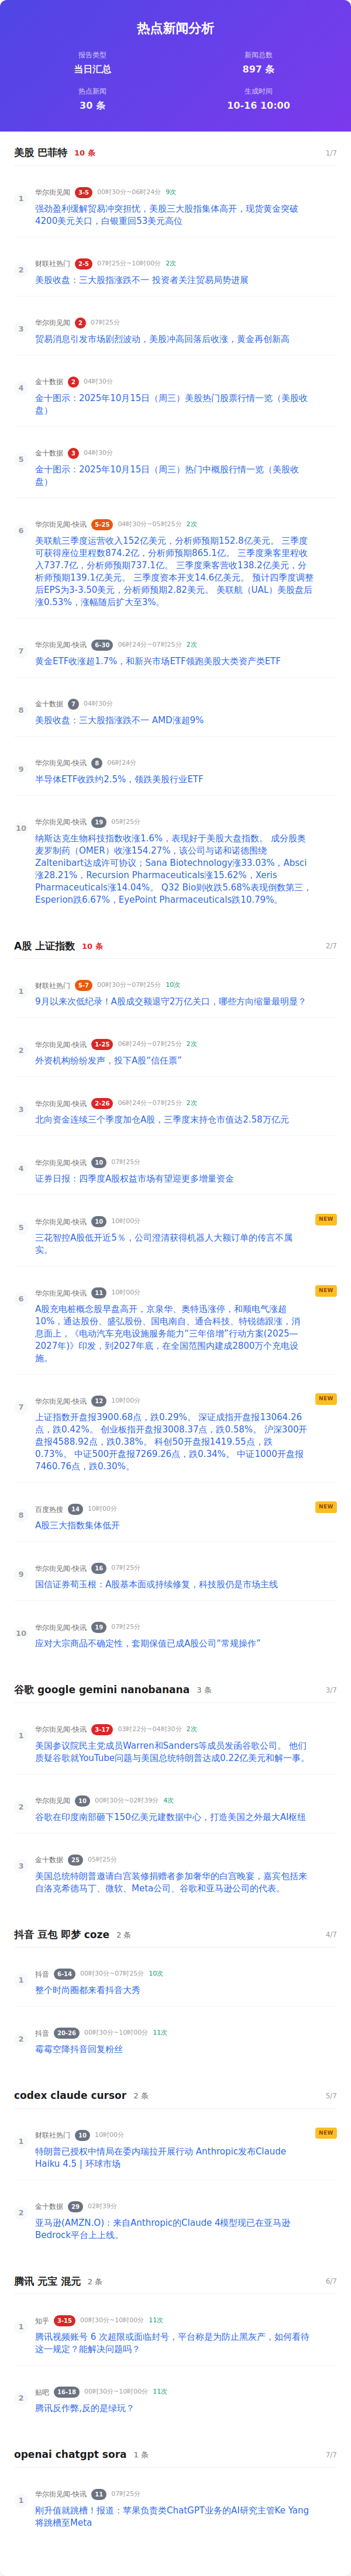 热点新闻分析
报告类型
当日汇总
新闻总数
897 条
热点新闻
30 条
生成时间
10-16 10:00
美股 巴菲特 10 条 1/7
1 华尔街见闻 3-5 00时30分~06时24分 9次
强劲盈利缓解贸易冲突担忧，美股三大股指集体高开，现货黄金突破
4200美元关口，白银重回53美元高位
2 财联社热门 2-5 07时25分~10时00分 2次
美股收盘：三大股指涨跌不一 投资者关注贸易局势进展
3 华尔街见闻 2 07时25分
贸易消息引发市场剧烈波动，美股冲高回落后收涨，黄金再创新高
4 金十数据 2 04时30分
金十图示：2025年10月15日（周三）美股热门股票行情一览（美股收
盘）
5 金十数据 3 04时30分
金十图示：2025年10月15日（周三）热门中概股行情一览（美股收
盘）
6 华尔街见闻-快讯 5-25 04时30分~05时25分 2次
美联航三季度运营收入152亿美元，分析师预期152.8亿美元。 三季度
可获得座位里程数874.2亿，分析师预期865.1亿。 三季度乘客里程收
入737.7亿，分析师预期737.1亿。 三季度乘客营收138.2亿美元，分
析师预期139.1亿美元。 三季度资本开支14.6亿美元。 预计四季度调整
后EPS为3-3.50美元，分析师预期2.82美元。 美联航（UAL）美股盘后
涨0.53%，涨幅随后扩大至3%。
7 华尔街见闻-快讯 6-30 06时24分~07时25分 2次
黄金ETF收涨超1.7%，和新兴市场ETF领跑美股大类资产类ETF
8 金十数据 7 04时30分
美股收盘：三大股指涨跌不一 AMD涨超9%
9 华尔街见闻-快讯 8 06时24分
半导体ETF收跌约2.5%，领跌美股行业ETF
10 华尔街见闻-快讯 19 05时25分
纳斯达克生物科技指数收涨1.6%，表现好于美股大盘指数。 成分股奥
麦罗制药（OMER）收涨154.27%，该公司与诺和诺德围绕
Zaltenibart达成许可协议；Sana Biotechnology涨33.03%，Absci
涨28.21%，Recursion Pharmaceuticals涨15.62%，Xeris
Pharmaceuticals涨14.04%。 Q32 Bio则收跌5.68%表现倒数第三，
Esperion跌6.67%，EyePoint Pharmaceuticals跌10.79%。
A股 上证指数 10 条 2/7
1 财联社热门 5-7 00时30分~07时25分 10次
9月以来次低纪录！A股成交额退守2万亿关口，哪些方向缩量最明显？
2 华尔街见闻-快讯 1-25 06时24分~07时25分 2次
外资机构纷纷发声，投下A股“信任票”
3 华尔街见闻-快讯 2-26 06时24分~07时25分 2次
北向资金连续三个季度加仓A股，三季度末持仓市值达2.58万亿元
4 华尔街见闻-快讯 10 07时25分
证券日报：四季度A股权益市场有望迎更多增量资金
5 华尔街见闻-快讯 10 10时00分 NEW
三花智控A股低开近5％，公司澄清获得机器人大额订单的传言不属
实。
6 华尔街见闻-快讯 11 10时00分 NEW
A股充电桩概念股早盘高开，京泉华、奥特迅涨停，和顺电气涨超
10%，通达股份、盛弘股份、国电南自、通合科技、特锐德跟涨，消
息面上，《电动汽车充电设施服务能力“三年倍增”行动方案(2025—
2027年)》印发，到2027年底，在全国范围内建成2800万个充电设
施。
7 华尔街见闻-快讯 12 10时00分 NEW
上证指数开盘报3900.68点，跌0.29%。 深证成指开盘报13064.26
点，跌0.42%。 创业板指开盘报3008.37点，跌0.58%。 沪深300开
盘报4588.92点，跌0.38%。 科创50开盘报1419.55点，跌
0.73%。 中证500开盘报7269.26点，跌0.34%。 中证1000开盘报
7460.76点，跌0.30%。
8 百度热搜 14 10时00分 NEW
A股三大指数集体低开
9 华尔街见闻-快讯 16 07时25分
国信证券荀玉根：A股基本面或持续修复，科技股仍是市场主线
10 华尔街见闻-快讯 19 07时25分
应对大宗商品不确定性，套期保值已成A股公司“常规操作”
谷歌 google gemini nanobanana 3 条 3/7
1 华尔街见闻-快讯 3-17 03时22分~04时30分 2次
美国参议院民主党成员Warren和Sanders等成员发函谷歌公司。 他们
质疑谷歌就YouTube问题与美国总统特朗普达成0.22亿美元和解一事。
2 华尔街见闻 10 00时30分~02时39分 4次
谷歌在印度南部砸下150亿美元建数据中心，打造美国之外最大AI枢纽
3 金十数据 25 05时25分
美国总统特朗普邀请白宫装修捐赠者参加奢华的白宫晚宴，嘉宾包括来
自洛克希德马丁、微软、Meta公司、谷歌和亚马逊公司的代表。
抖音 豆包 即梦 coze 2 条 4/7
1 抖音 6-14 00时30分~07时25分 10次
整个时尚圈都来看抖音大秀
2 抖音 20-26 00时30分~10时00分 11次
霉霉空降抖音回复粉丝
codex claude cursor 2 条 5/7
1 财联社热门 10 10时00分 NEW
特朗普已授权中情局在委内瑞拉开展行动 Anthropic发布Claude
Haiku 4.5 | 环球市场
2 金十数据 29 02时39分
亚马逊(AMZN.O)：来自Anthropic的Claude 4模型现已在亚马逊
Bedrock平台上上线。
腾讯 元宝 混元 2 条 6/7
1 知乎 3-15 00时30分~10时00分 11次
腾讯视频账号 6 次超限或面临封号，平台称是为防止黑灰产，如何看待
这一规定？能解决问题吗？
2 贴吧 16-18 00时30分~10时00分 11次
腾讯反作弊,反的是绿玩？
openai chatgpt sora 1 条 7/7
1 华尔街见闻-快讯 11 07时25分
刚升值就跳槽！报道：苹果负责类ChatGPT业务的AI研究主管Ke Yang
将跳槽至Meta